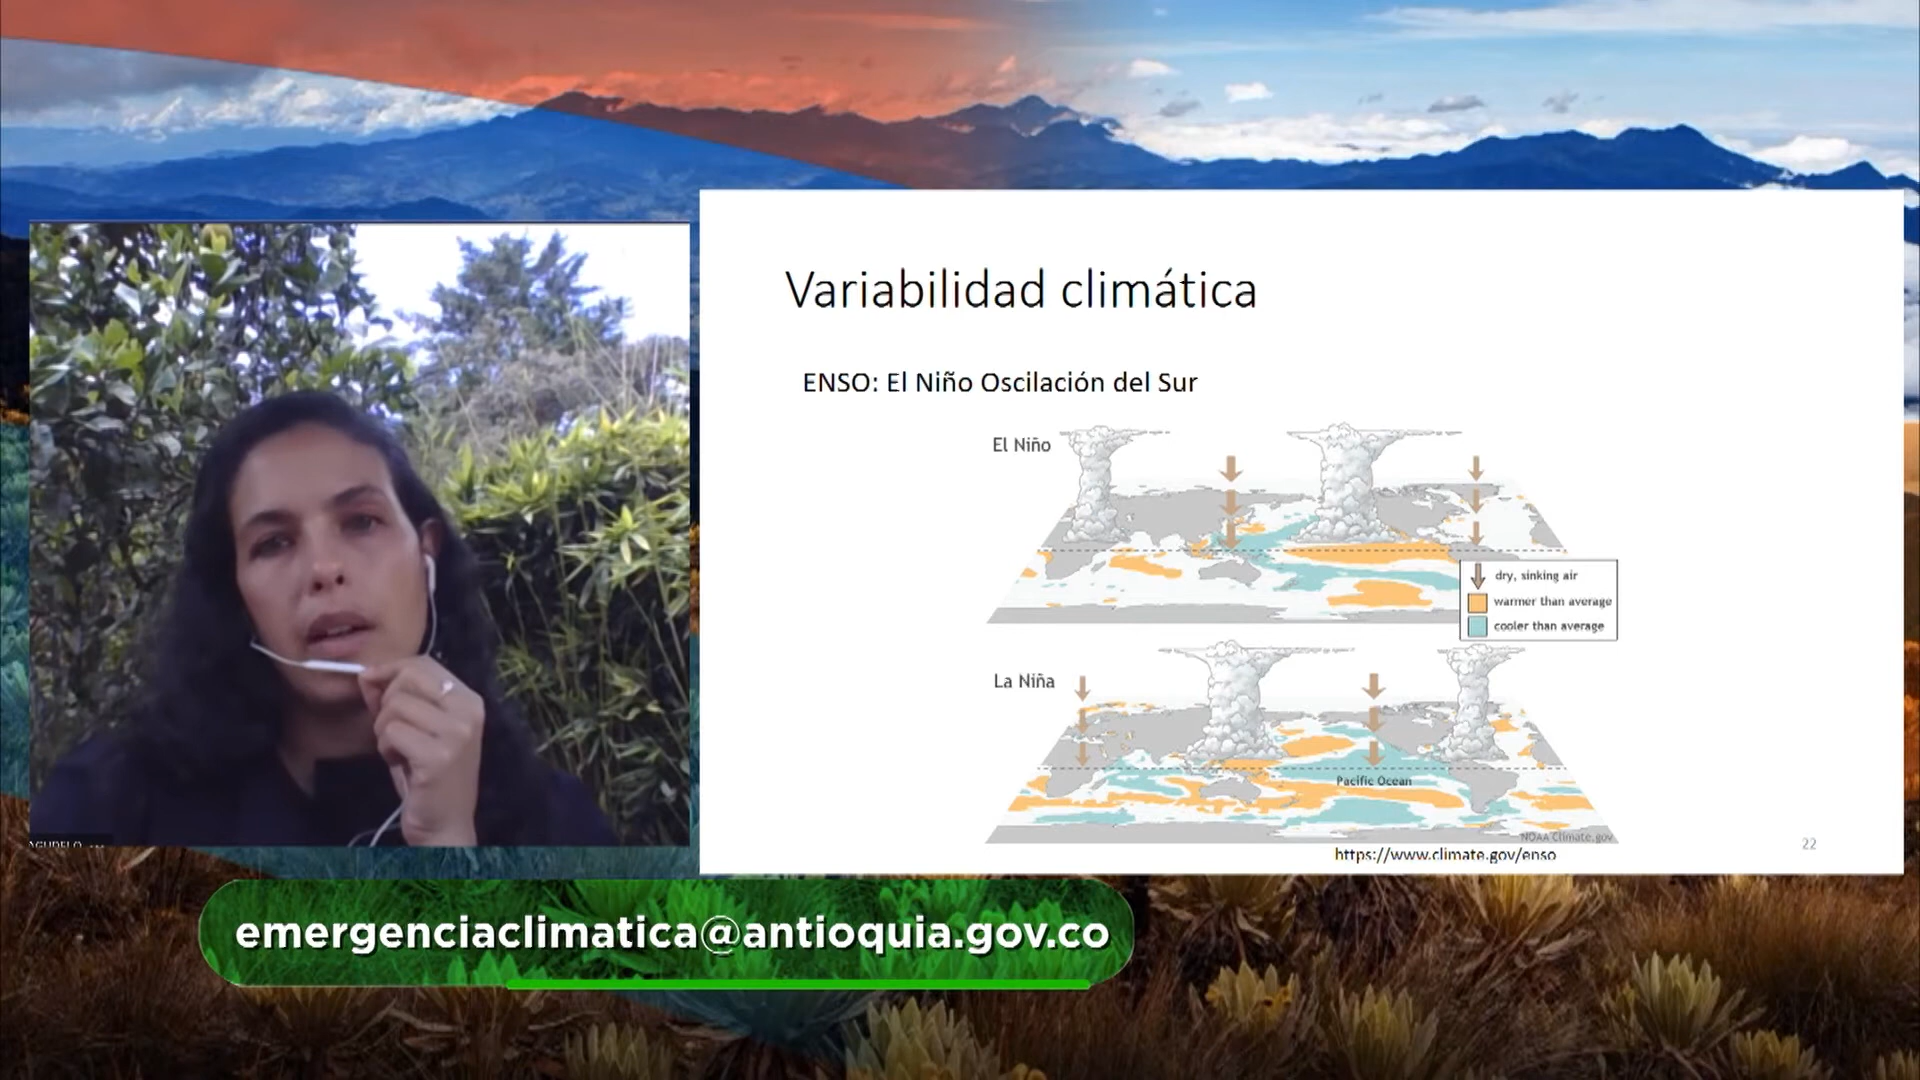 Variabilidad climática
ENSO: El Niño Oscilación del Sur
El Niño
dry, sinking air
warmer than average
cooler than average
La Niña
Pacific Ocean
NOAA Climate.gov
https://www.climate.gov/enso
22
emergenciaclimatica@antioquia.gov.co